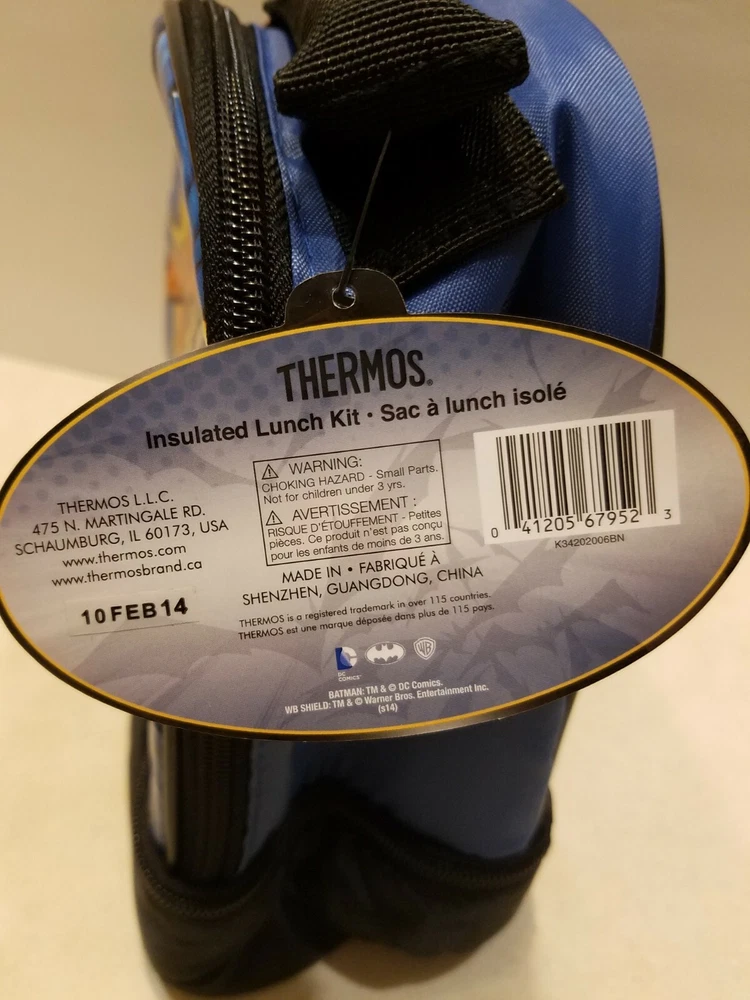 THERMOS®
Insulated Lunch Kit • Sac à lunch isolé
THERMOS L.L.C.
475 N. MARTINGALE RD.
SCHAUMBURG, IL 60173, USA
www.thermos.com
www.thermosbrand.ca
10FEB14
WARNING:
CHOKING HAZARD - Small Parts.
Not for children under 3 yrs.
AVERTISSEMENT :
RISQUE D'ÉTOUFFEMENT - Petites
pièces. Ce produit n'est pas conçu
pour les enfants de moins de 3 ans.
MADE IN • FABRIQUÉ À
SHENZHEN, GUANGDONG, CHINA
THERMOS is a registered trademark in over 115 countries.
THERMOS est une marque déposée dans plus de 115 pays.
0 41205 67952 3
K34202006BN
DC
COMICS™
WB
BATMAN: TM & © DC Comics.
WB SHIELD: TM & © Warner Bros. Entertainment Inc.
(s14)